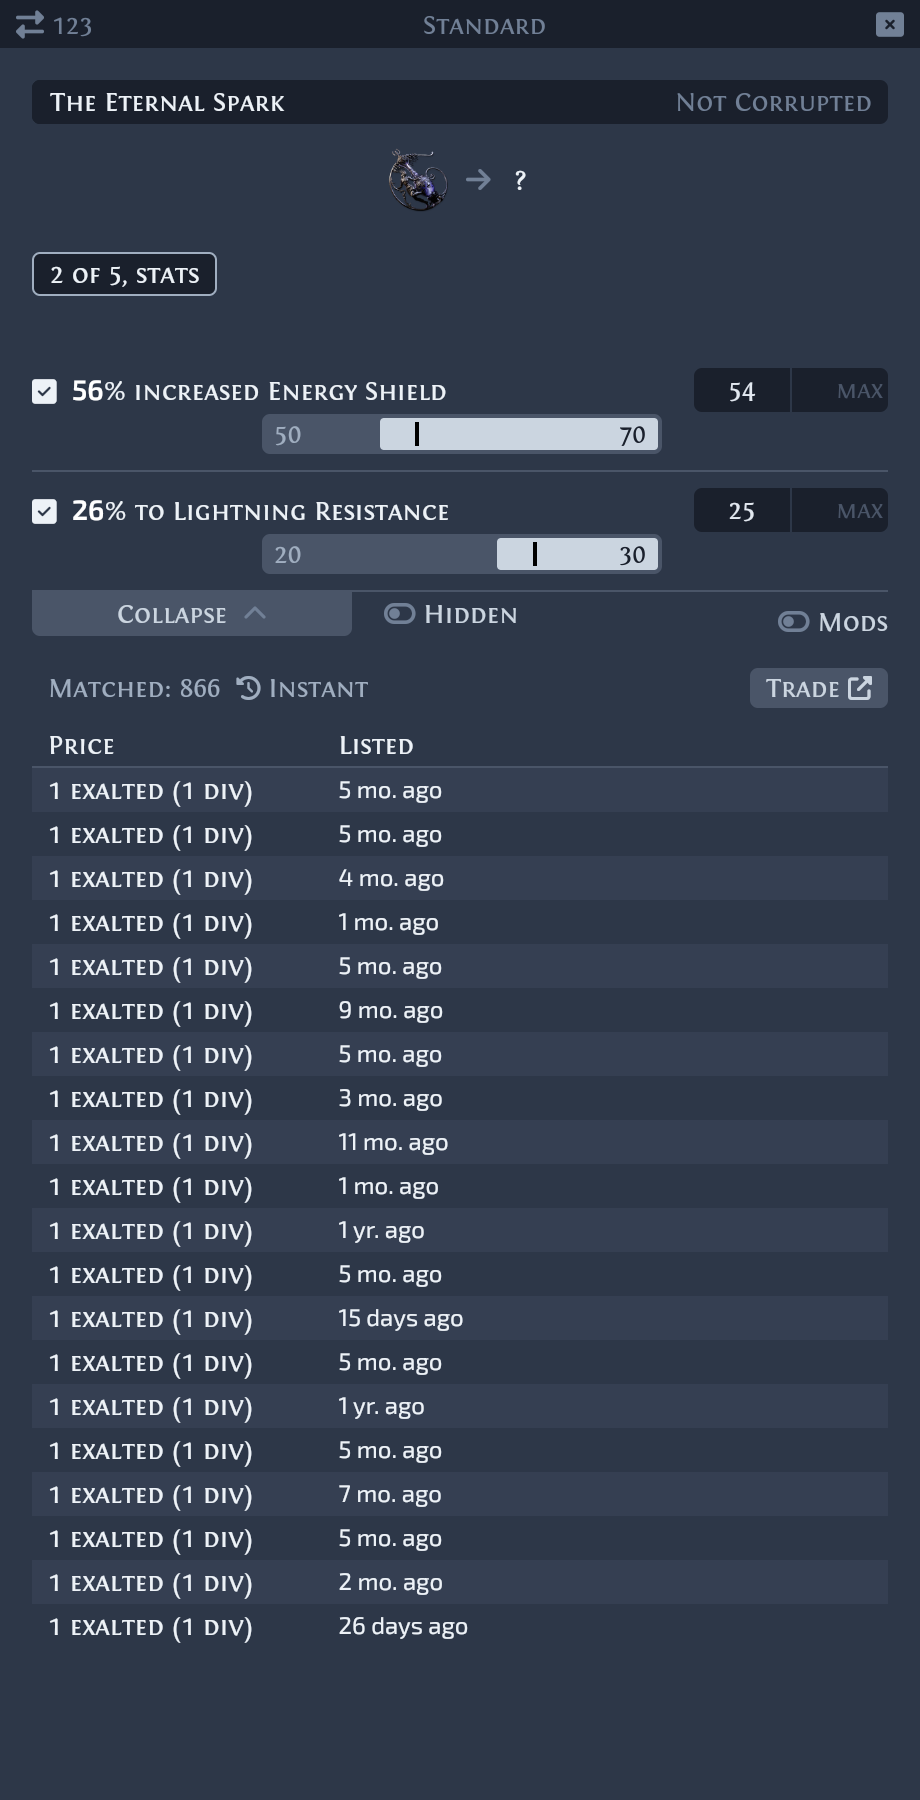 123 Standard
The Eternal Spark Not Corrupted
?
2 of 5, stats
56% increased Energy Shield 54 max
50 70
26% to Lightning Resistance 25 max
20 30
Collapse Hidden Mods
Matched: 866 Instant Trade
Price Listed
1 exalted (1 div) 5 mo. ago
1 exalted (1 div) 5 mo. ago
1 exalted (1 div) 4 mo. ago
1 exalted (1 div) 1 mo. ago
1 exalted (1 div) 5 mo. ago
1 exalted (1 div) 9 mo. ago
1 exalted (1 div) 5 mo. ago
1 exalted (1 div) 3 mo. ago
1 exalted (1 div) 11 mo. ago
1 exalted (1 div) 1 mo. ago
1 exalted (1 div) 1 yr. ago
1 exalted (1 div) 5 mo. ago
1 exalted (1 div) 15 days ago
1 exalted (1 div) 5 mo. ago
1 exalted (1 div) 1 yr. ago
1 exalted (1 div) 5 mo. ago
1 exalted (1 div) 7 mo. ago
1 exalted (1 div) 5 mo. ago
1 exalted (1 div) 2 mo. ago
1 exalted (1 div) 26 days ago